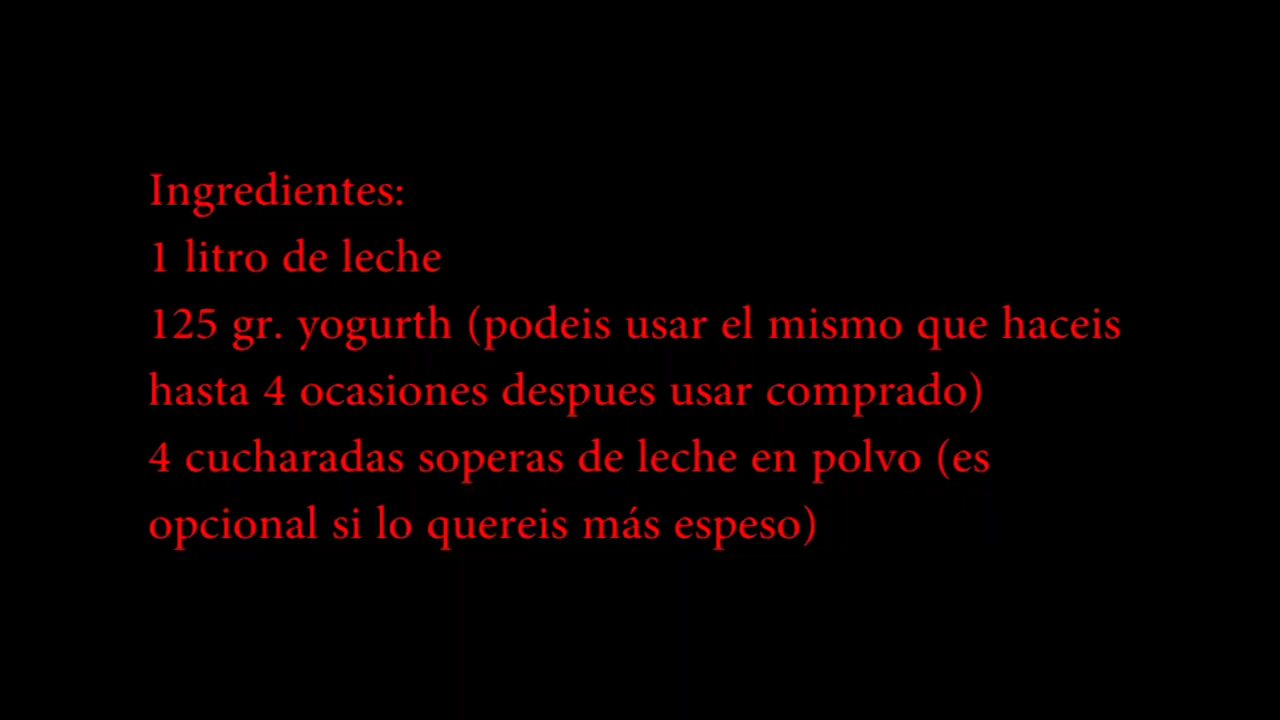 Ingredientes:
1 litro de leche
125 gr. yogurth (podeis usar el mismo que haceis
hasta 4 ocasiones despues usar comprado)
4 cucharadas soperas de leche en polvo (es
opcional si lo quereis más espeso)